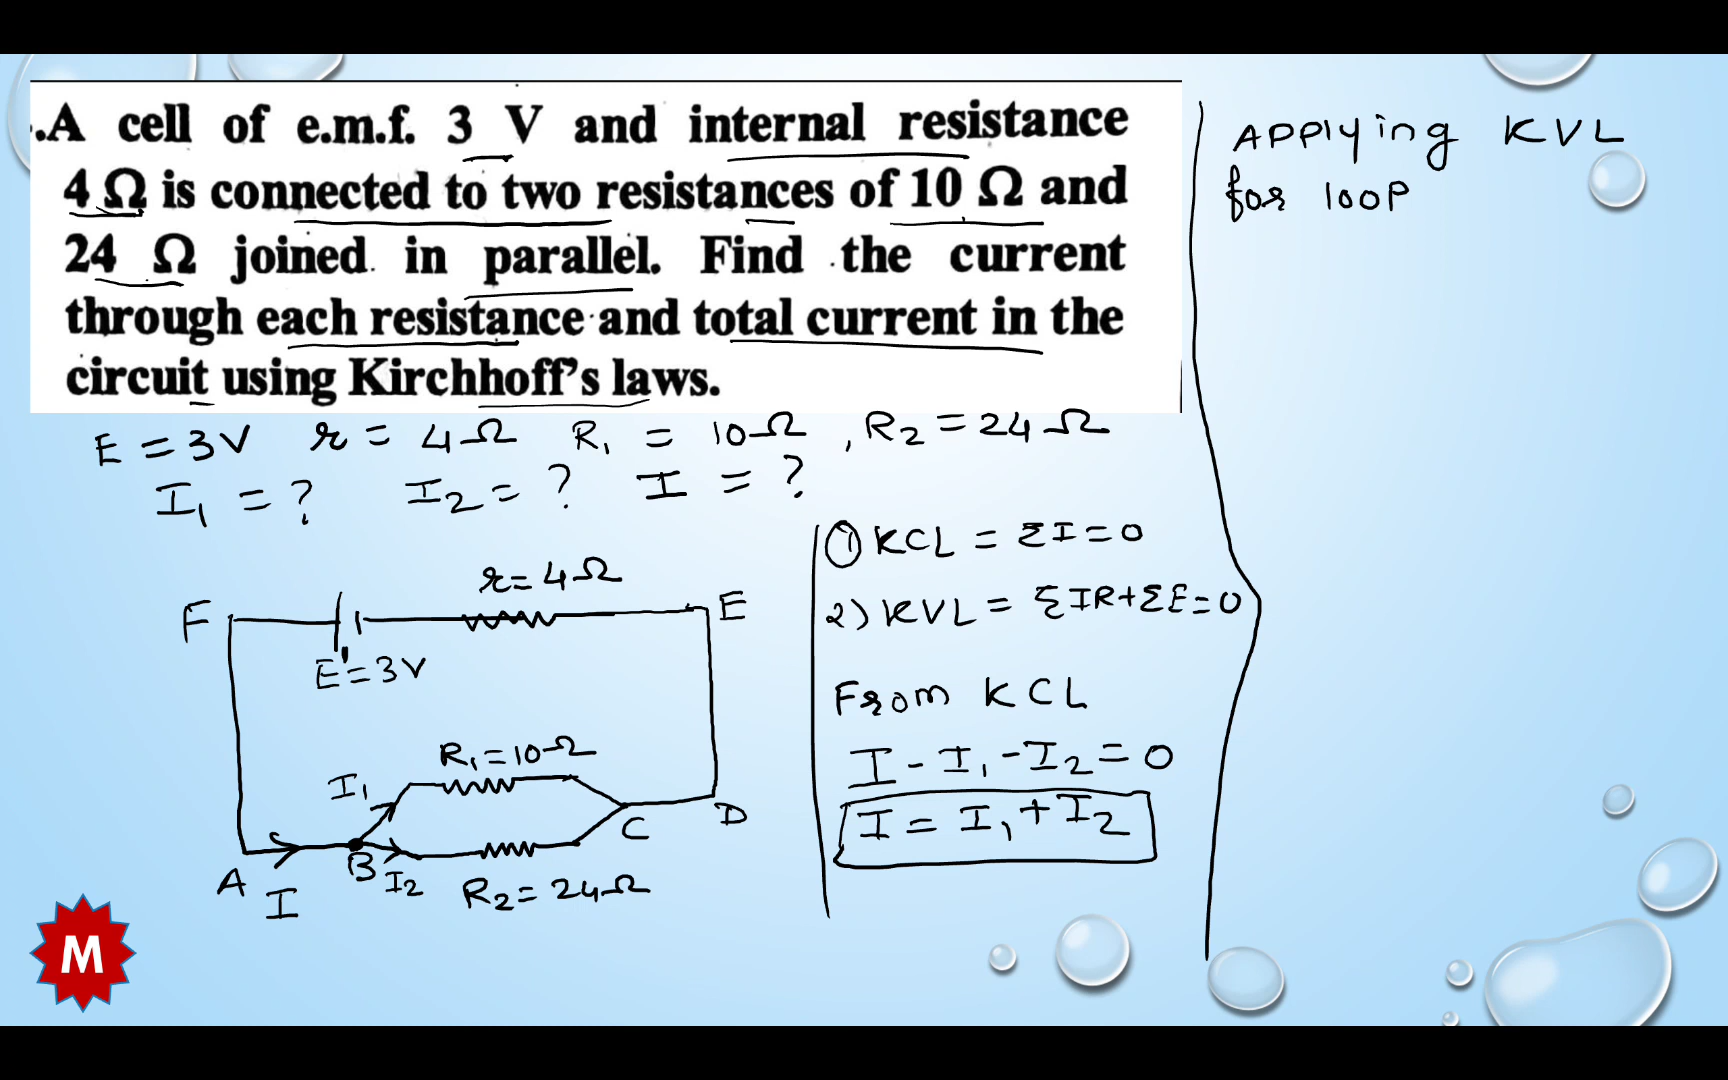 .A cell of e.m.f. 3 V and internal resistance
4 Ω is connected to two resistances of 10 Ω and
24 Ω joined in parallel. Find the current
through each resistance and total current in the
circuit using Kirchhoff's laws.
E = 3V r = 4Ω R₁ = 10Ω , R₂ = 24Ω
I₁ = ? I₂ = ? I = ?
r = 4Ω
F
E
E' = 3V
R₁ = 10Ω
I₁
C
D
A
I
B
I₂
R₂ = 24Ω
① KCL = ΣI = 0
2) KVL = ΣIR + ΣE = 0
From KCL
I - I₁ - I₂ = 0
I = I₁ + I₂
APPlying KVL
for looP
M